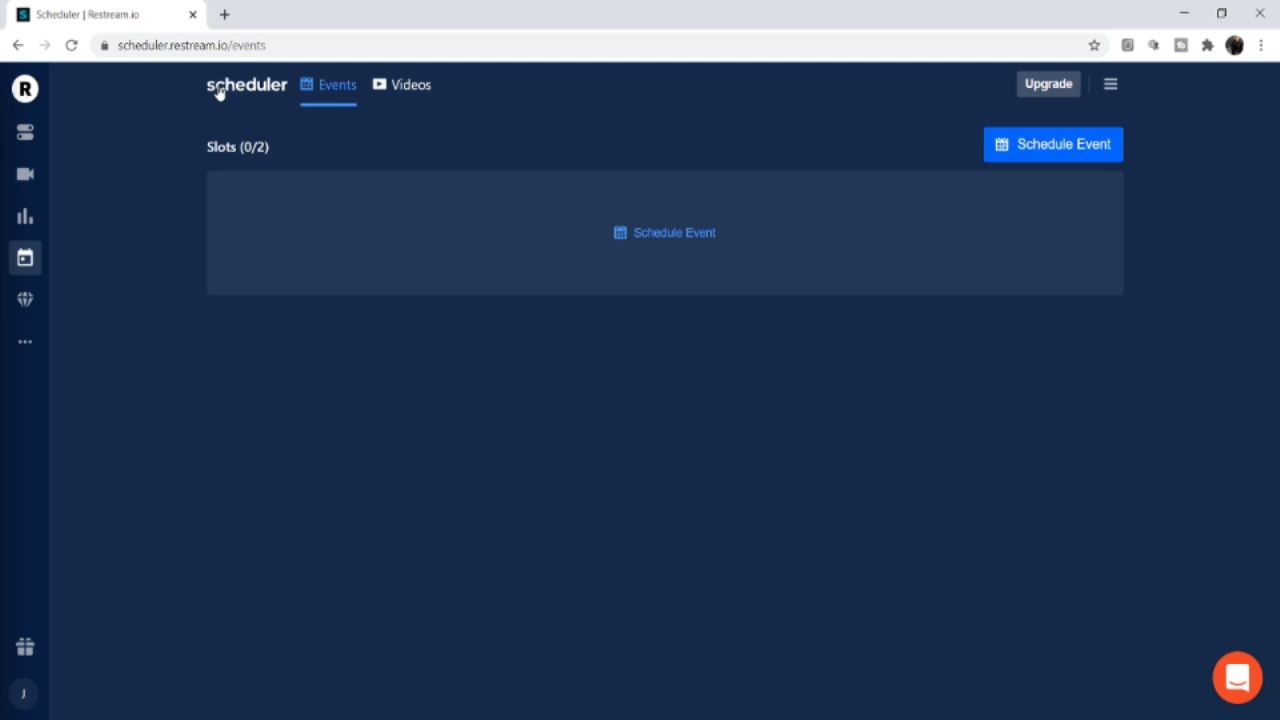 Scheduler | Restream.io
scheduler.restream.io/events
R
scheduler Events Videos Upgrade
Slots (0/2) Schedule Event
Schedule Event
J